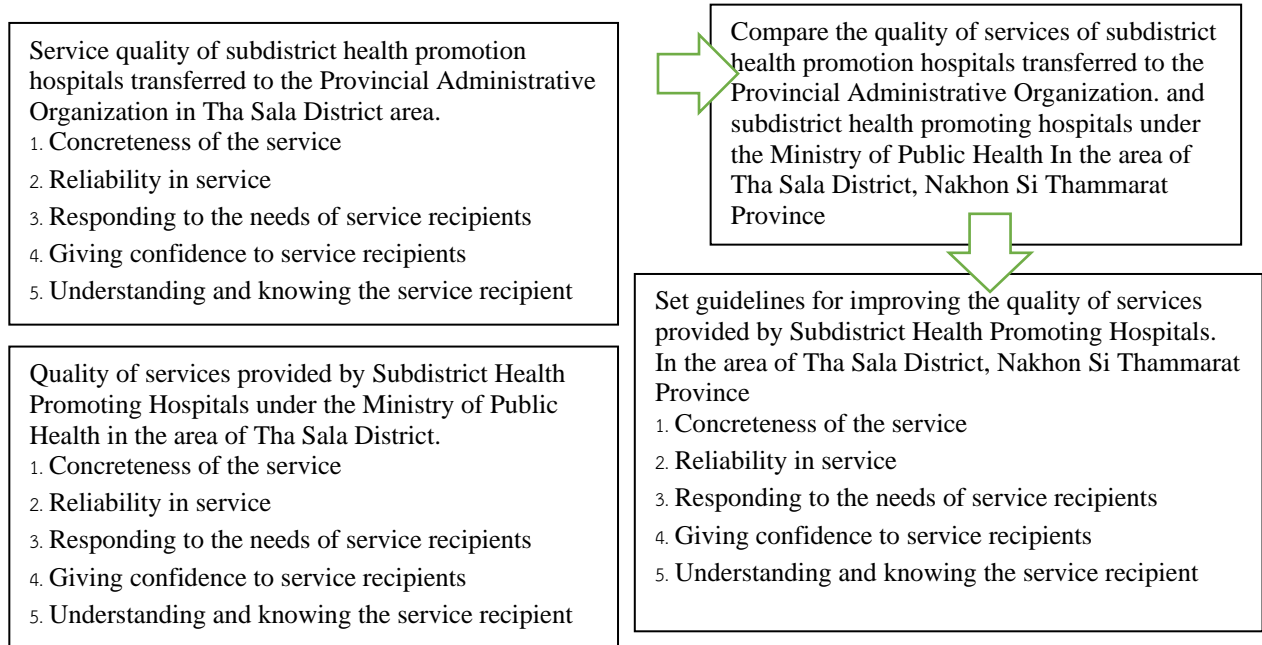 Service quality of subdistrict health promotion
hospitals transferred to the Provincial Administrative
Organization in Tha Sala District area.
1. Concreteness of the service
2. Reliability in service
3. Responding to the needs of service recipients
4. Giving confidence to service recipients
5. Understanding and knowing the service recipient
Quality of services provided by Subdistrict Health
Promoting Hospitals under the Ministry of Public
Health in the area of Tha Sala District.
1. Concreteness of the service
2. Reliability in service
3. Responding to the needs of service recipients
4. Giving confidence to service recipients
5. Understanding and knowing the service recipient
Compare the quality of services of subdistrict
health promotion hospitals transferred to the
Provincial Administrative Organization. and
subdistrict health promoting hospitals under
the Ministry of Public Health In the area of
Tha Sala District, Nakhon Si Thammarat
Province
Set guidelines for improving the quality of services
provided by Subdistrict Health Promoting Hospitals.
In the area of Tha Sala District, Nakhon Si Thammarat
Province
1. Concreteness of the service
2. Reliability in service
3. Responding to the needs of service recipients
4. Giving confidence to service recipients
5. Understanding and knowing the service recipient